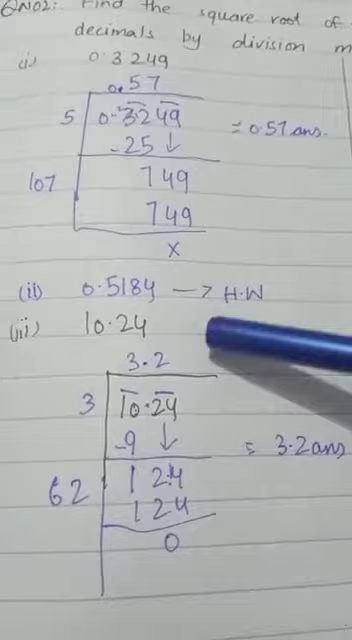 QNO2: Find the square root of
decimals by division m
(i) 0.3249
0.57
5 0.3249 = 0.57 ans.
-25 ↓
107 749
749
x
(ii) 0.5184 → H.W
(iii) 10.24
3.2
3 10.24
-9 ↓ = 3.2 ans
62 124
124
0